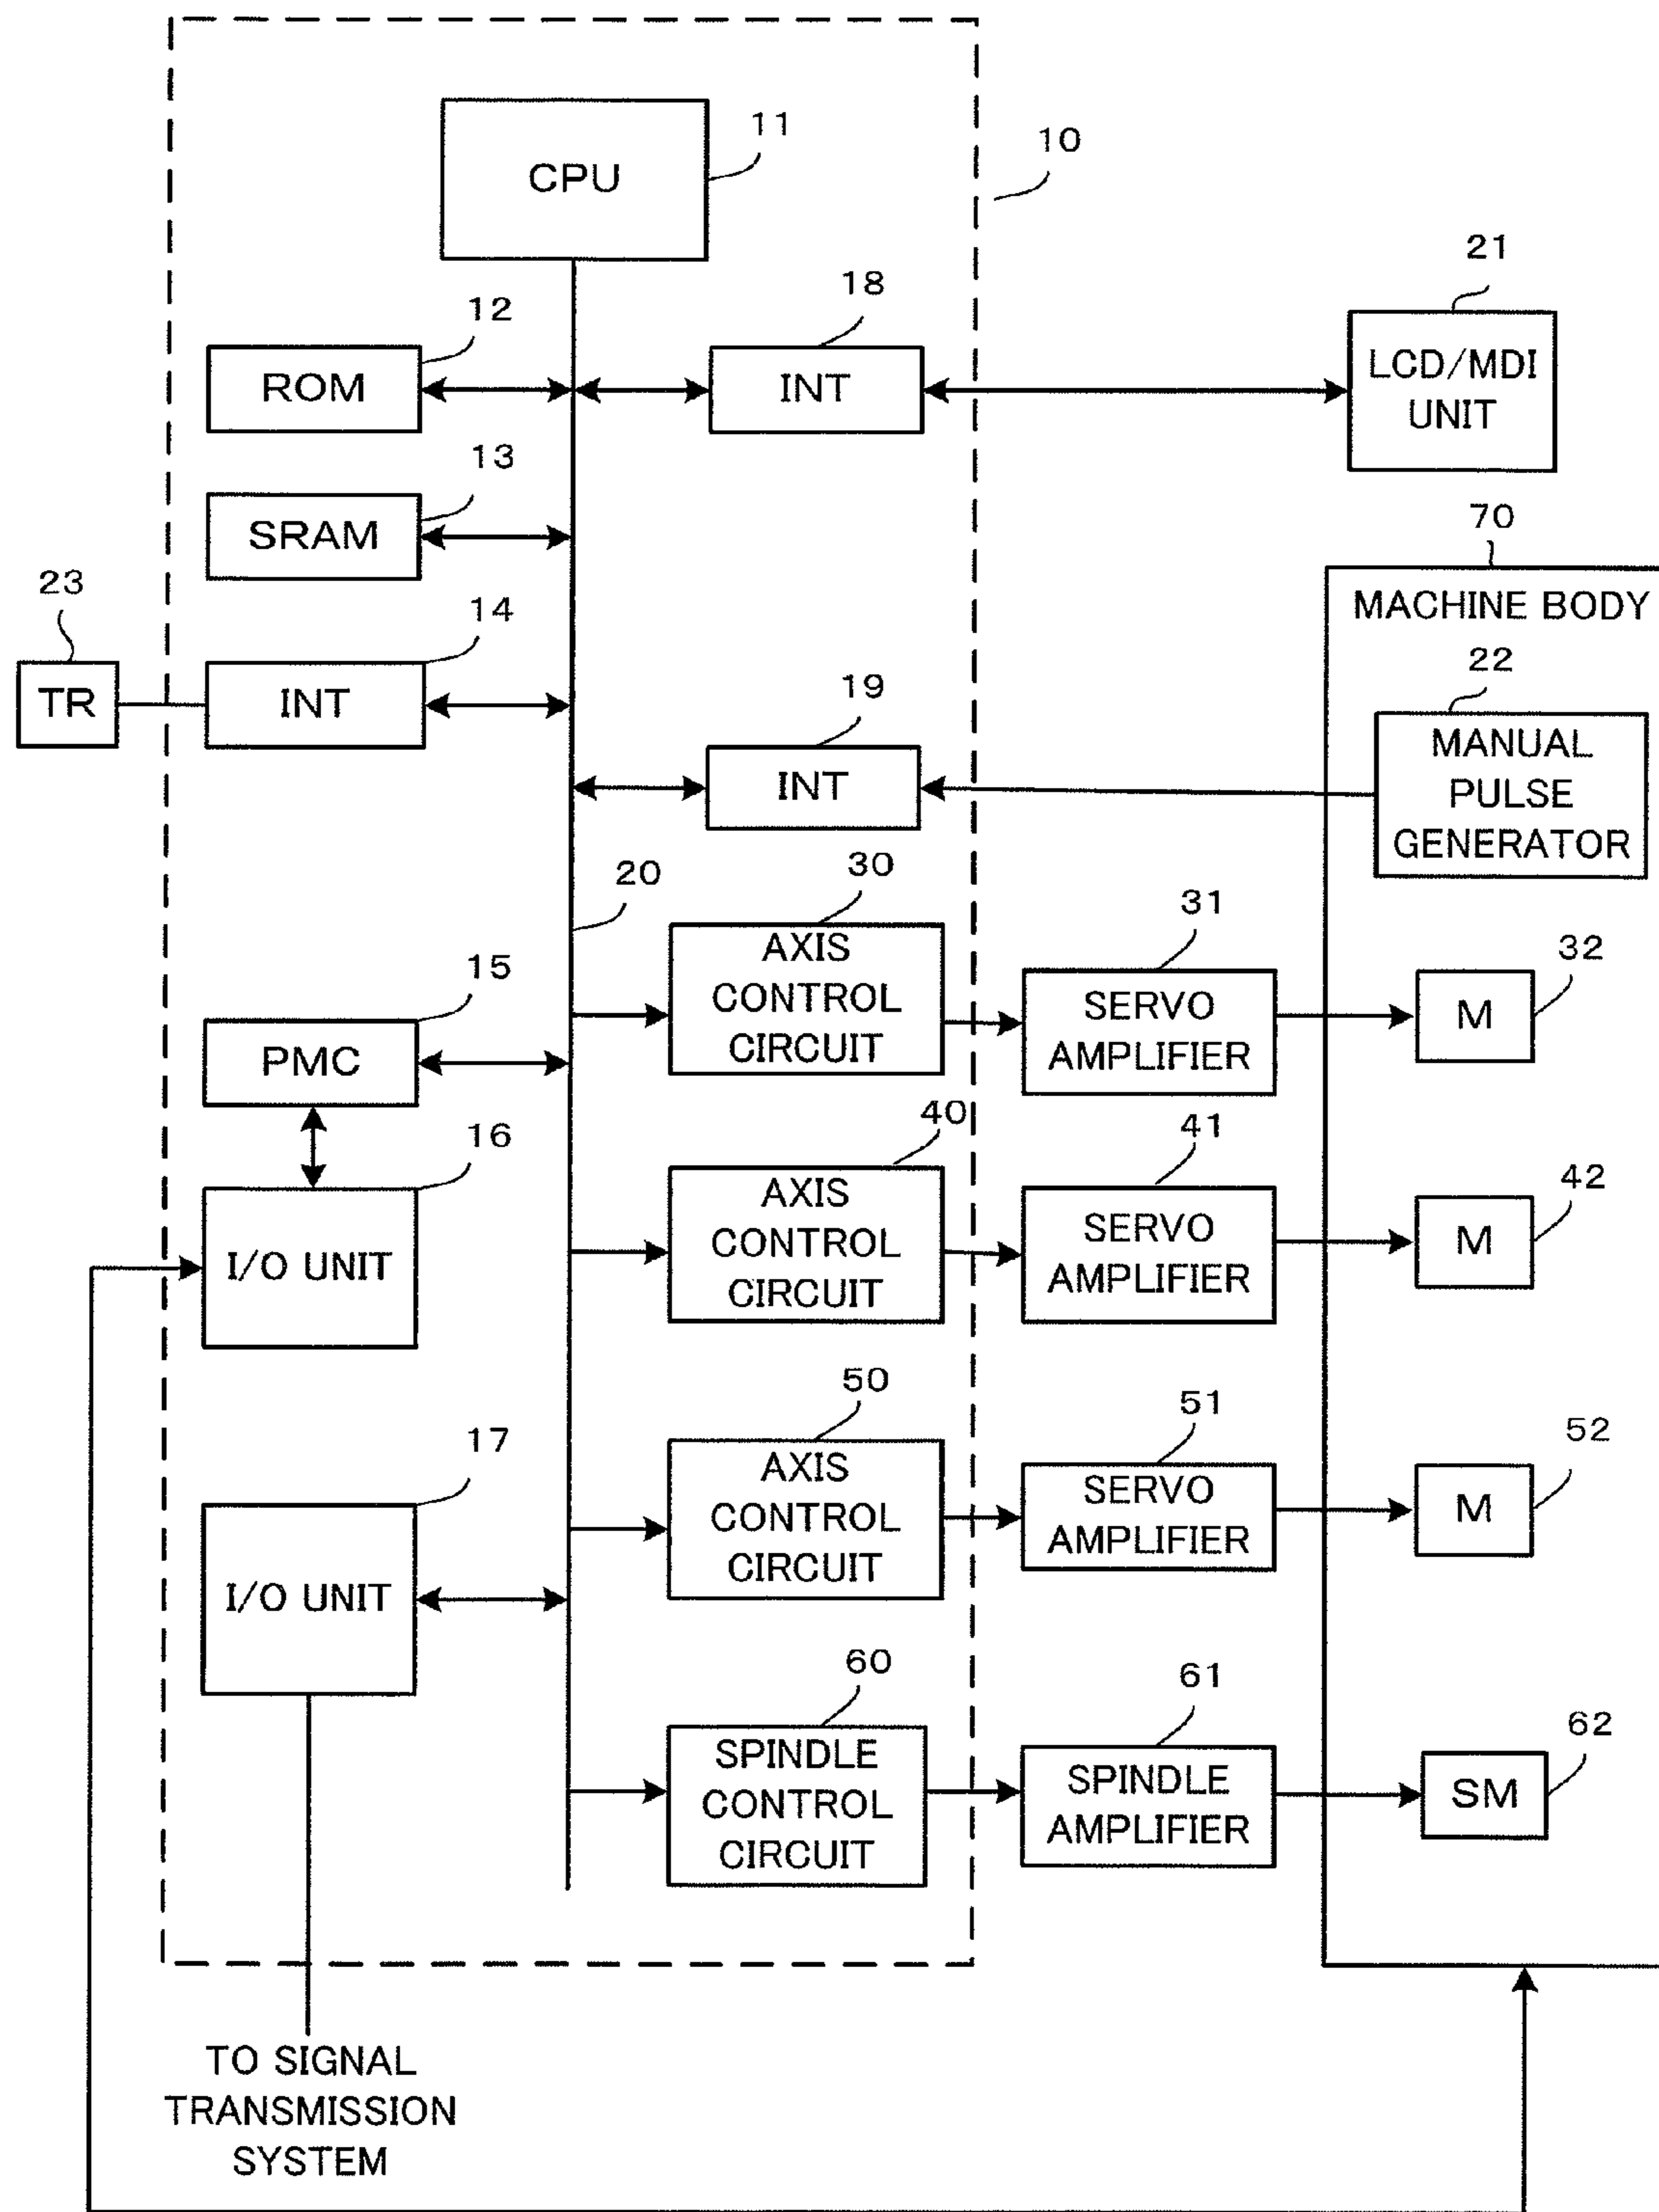 11
CPU
10
21
18
12
ROM
INT
LCD/MDI
UNIT
13
SRAM
70
23
14
MACHINE BODY
TR
INT
22
19
MANUAL
PULSE
GENERATOR
INT
20
30
31
32
15
AXIS
CONTROL
CIRCUIT
SERVO
AMPLIFIER
M
PMC
40
41
42
16
I/O UNIT
AXIS
CONTROL
CIRCUIT
SERVO
AMPLIFIER
M
50
51
52
17
AXIS
CONTROL
CIRCUIT
SERVO
AMPLIFIER
M
I/O UNIT
60
61
62
SPINDLE
CONTROL
CIRCUIT
SPINDLE
AMPLIFIER
SM
TO SIGNAL
TRANSMISSION
SYSTEM